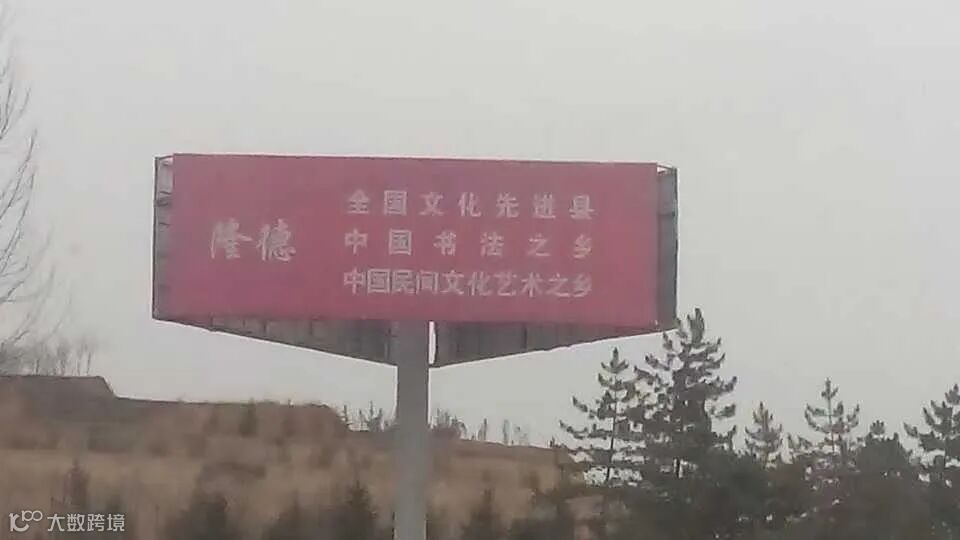 隆德
全国文化先进县
中国书法之乡
中国民间文化艺术之乡
大数跨境